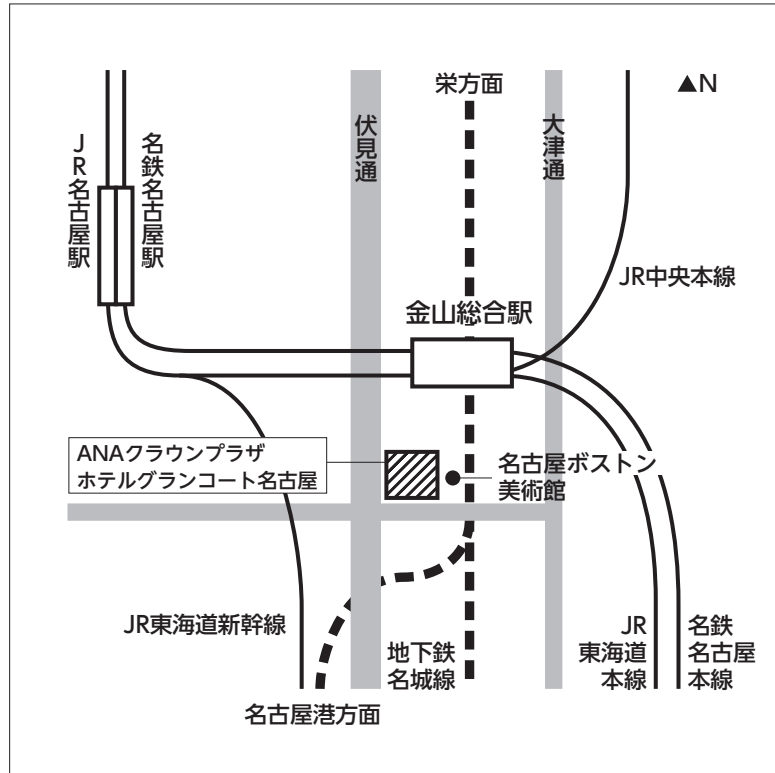 栄方面
▲N
伏見通
大津通
JR名古屋駅
名鉄名古屋駅
JR中央本線
金山総合駅
ANAクラウンプラザ
ホテルグランコート名古屋
名古屋ボストン
美術館
JR東海道新幹線
地下鉄
名城線
JR
東海道
本線
名鉄
名古屋
本線
名古屋港方面